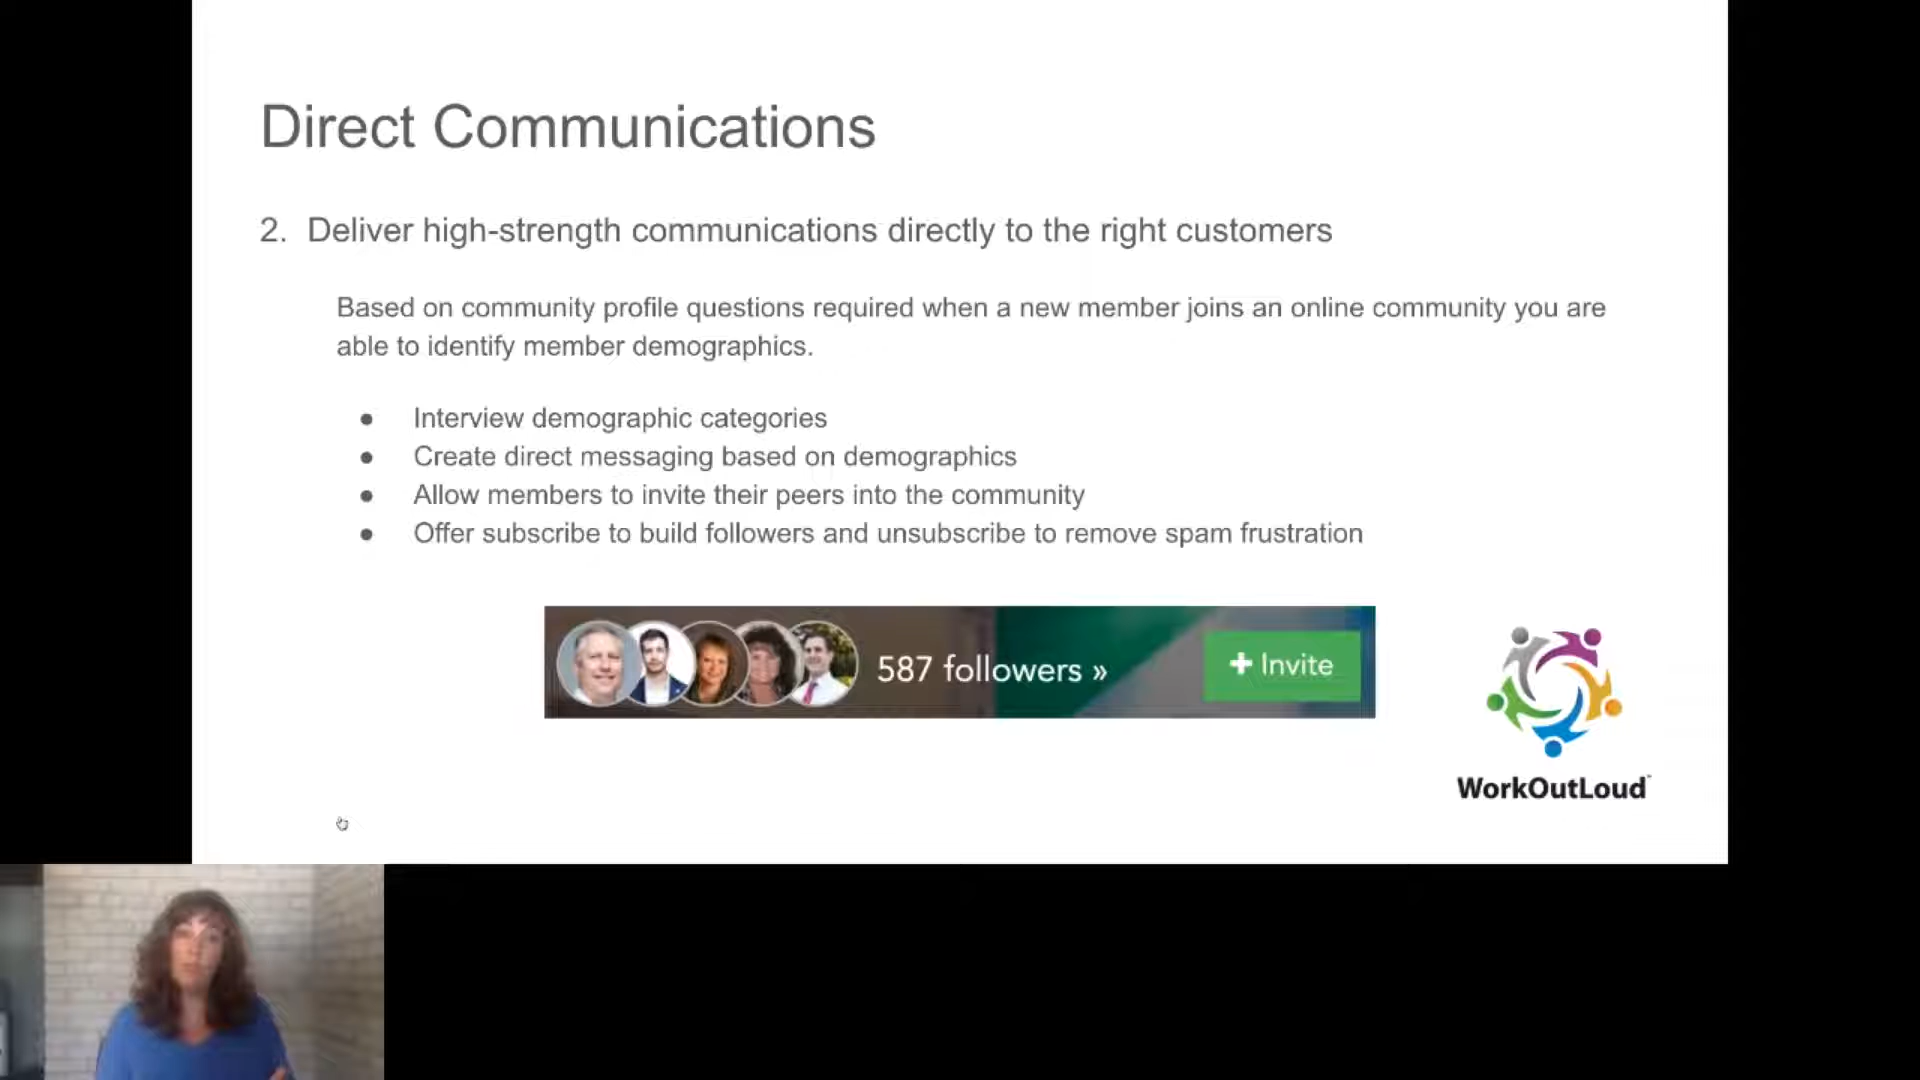 Direct Communications
2. Deliver high-strength communications directly to the right customers
Based on community profile questions required when a new member joins an online community you are
able to identify member demographics.
● Interview demographic categories
● Create direct messaging based on demographics
● Allow members to invite their peers into the community
● Offer subscribe to build followers and unsubscribe to remove spam frustration
587 followers »
+ Invite
WorkOutLoud™